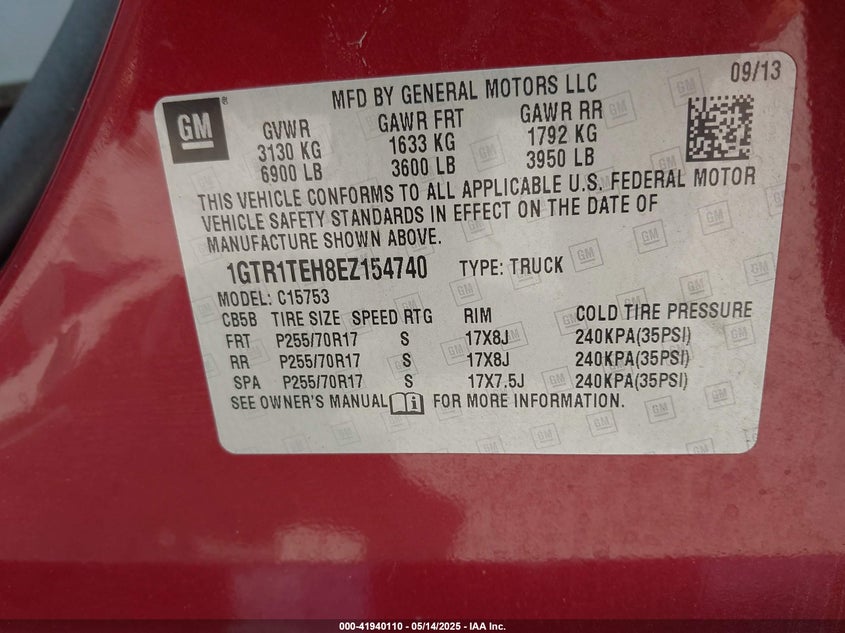 09/13
MFD BY GENERAL MOTORS LLC
GM ®
GVWR GAWR FRT GAWR RR
3130 KG 1633 KG 1792 KG
6900 LB 3600 LB 3950 LB
THIS VEHICLE CONFORMS TO ALL APPLICABLE U.S. FEDERAL MOTOR
VEHICLE SAFETY STANDARDS IN EFFECT ON THE DATE OF
MANUFACTURE SHOWN ABOVE.
1GTR1TEH8EZ154740 TYPE: TRUCK
MODEL: C15753
CB5B TIRE SIZE SPEED RTG RIM COLD TIRE PRESSURE
FRT P255/70R17 S 17X8J 240KPA(35PSI)
RR P255/70R17 S 17X8J 240KPA(35PSI)
SPA P255/70R17 S 17X7.5J 240KPA(35PSI)
SEE OWNER'S MANUAL FOR MORE INFORMATION.
000-41940110 - 05/14/2025 - IAA Inc.